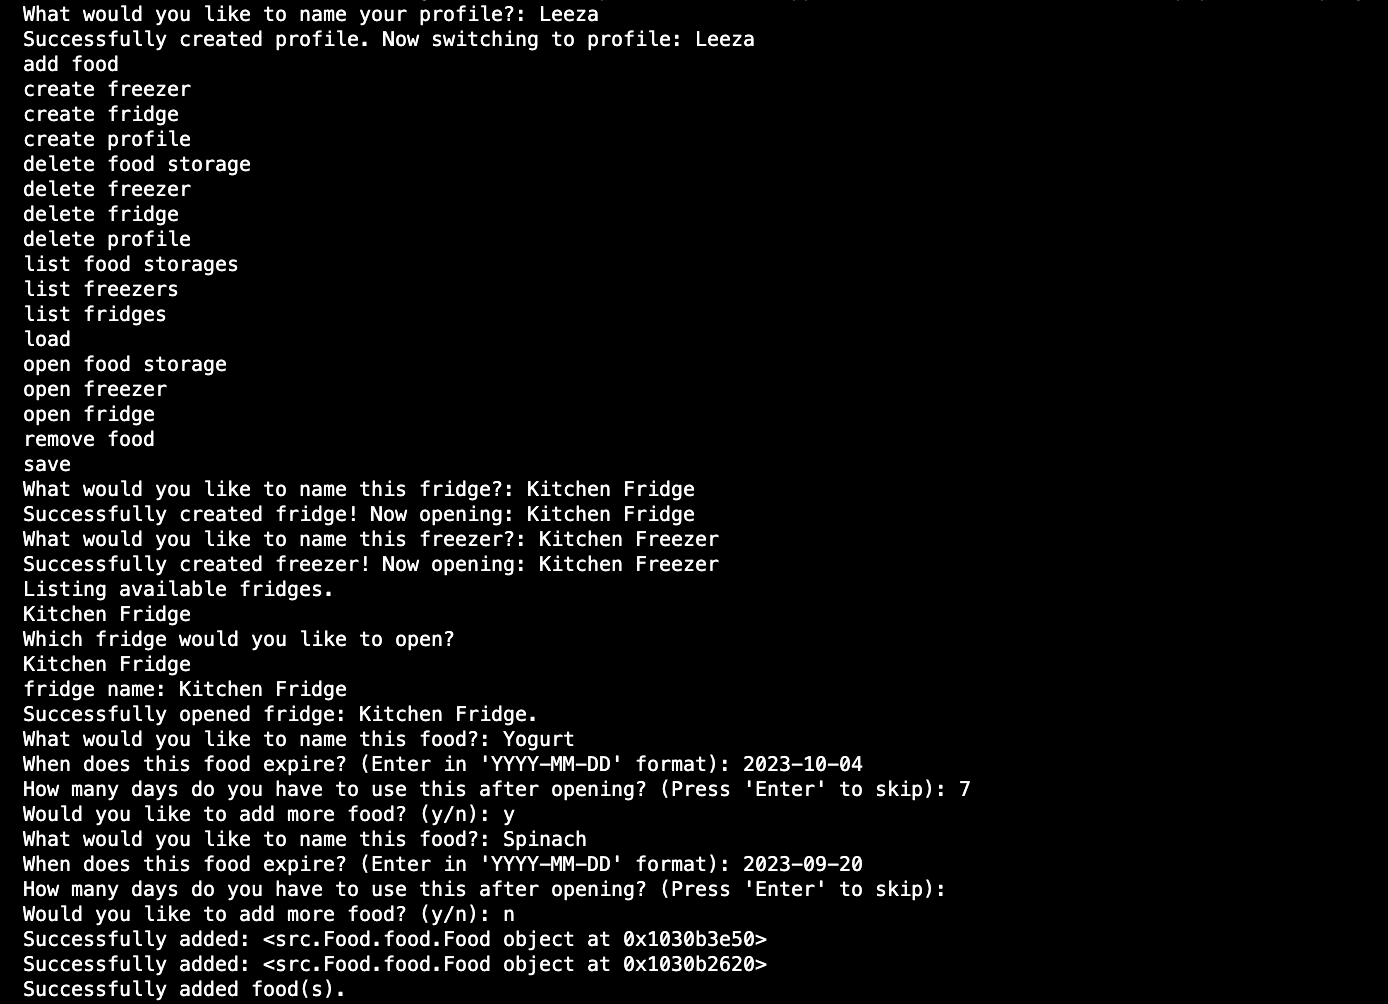 What would you like to name your profile?: Leeza
Successfully created profile. Now switching to profile: Leeza
add food
create freezer
create fridge
create profile
delete food storage
delete freezer
delete fridge
delete profile
list food storages
list freezers
list fridges
load
open food storage
open freezer
open fridge
remove food
save
What would you like to name this fridge?: Kitchen Fridge
Successfully created fridge! Now opening: Kitchen Fridge
What would you like to name this freezer?: Kitchen Freezer
Successfully created freezer! Now opening: Kitchen Freezer
Listing available fridges.
Kitchen Fridge
Which fridge would you like to open?
Kitchen Fridge
fridge name: Kitchen Fridge
Successfully opened fridge: Kitchen Fridge.
What would you like to name this food?: Yogurt
When does this food expire? (Enter in 'YYYY-MM-DD' format): 2023-10-04
How many days do you have to use this after opening? (Press 'Enter' to skip): 7
Would you like to add more food? (y/n): y
What would you like to name this food?: Spinach
When does this food expire? (Enter in 'YYYY-MM-DD' format): 2023-09-20
How many days do you have to use this after opening? (Press 'Enter' to skip):
Would you like to add more food? (y/n): n
Successfully added: <src.Food.food.Food object at 0x1030b3e50>
Successfully added: <src.Food.food.Food object at 0x1030b2620>
Successfully added food(s).